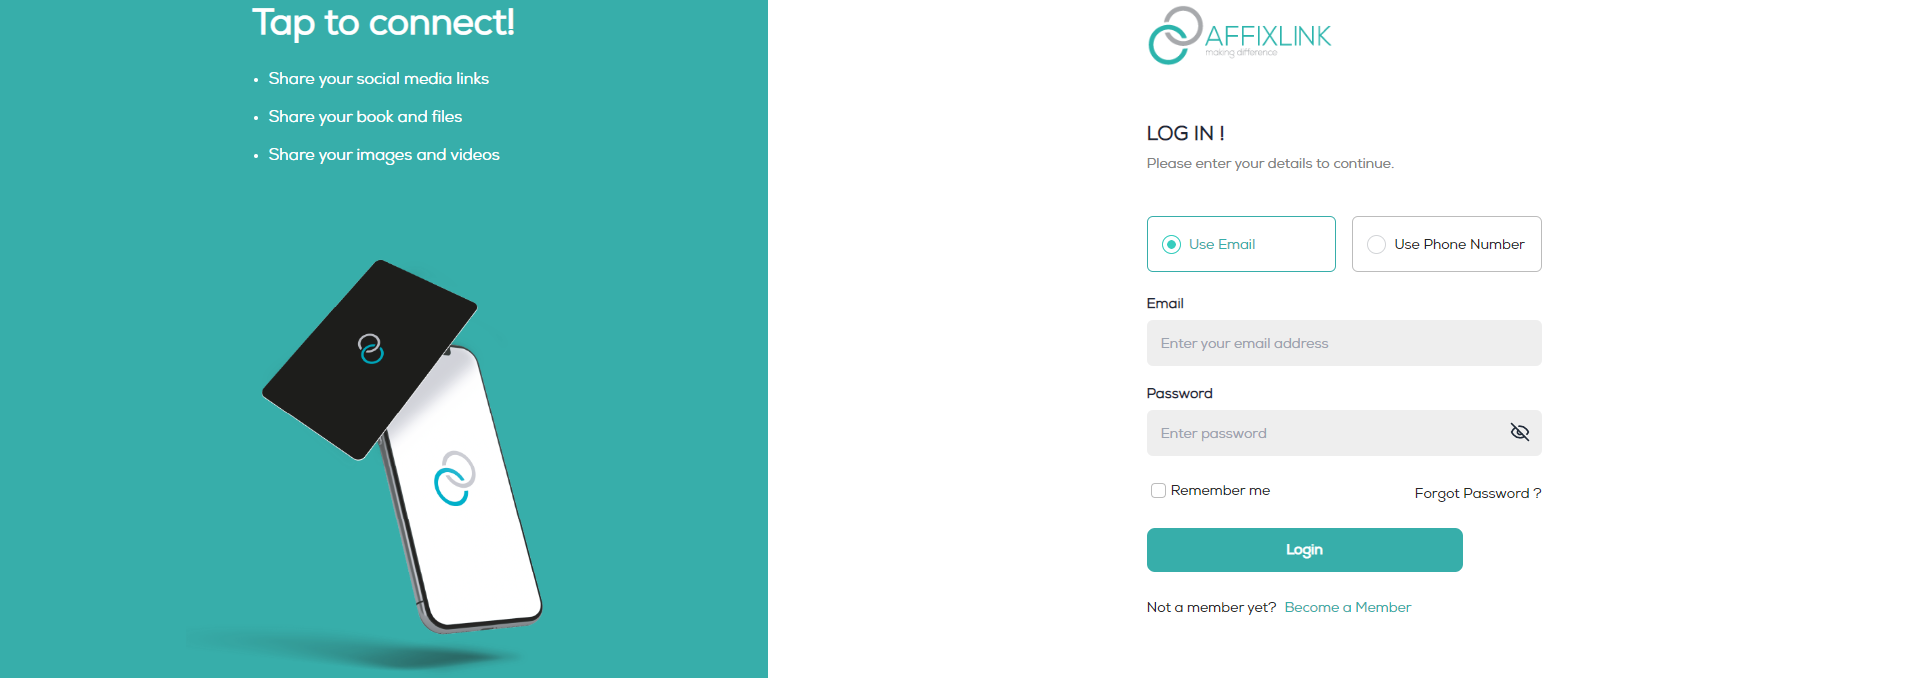 Tap to connect!
• Share your social media links
• Share your book and files
• Share your images and videos
AFFIXLINK
making difference
LOG IN !
Please enter your details to continue.
Use Email
Use Phone Number
Email
Enter your email address
Password
Enter password
Remember me
Forgot Password ?
Login
Not a member yet? Become a Member